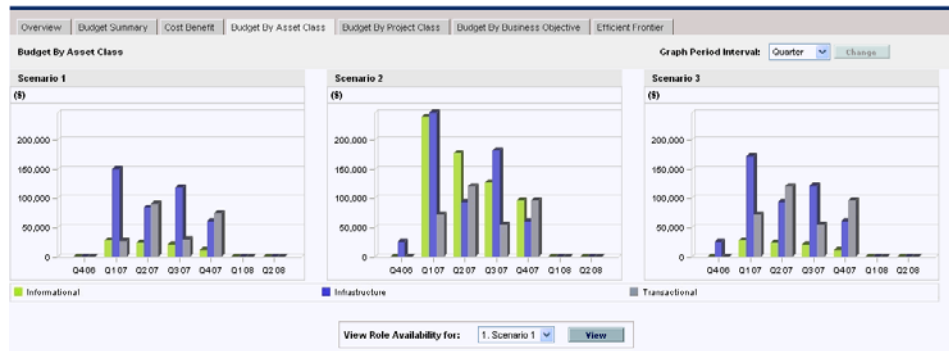 Overview Budget Summary Cost Benefit Budget By Asset Class Budget By Project Class Budget By Business Objective Efficient Frontier
Budget By Asset Class Graph Period Interval: Quarter Change
Scenario 1 Scenario 2 Scenario 3
($) ($) ($)
200,000 200,000 200,000
150,000 150,000 150,000
100,000 100,000 100,000
50,000 50,000 50,000
0 0 0
Q4 06 Q1 07 Q2 07 Q3 07 Q4 07 Q1 08 Q2 08 Q4 06 Q1 07 Q2 07 Q3 07 Q4 07 Q1 08 Q2 08 Q4 06 Q1 07 Q2 07 Q3 07 Q4 07 Q1 08 Q2 08
Informational Infrastructure Transactional
View Role Availability for: 1. Scenario 1 View